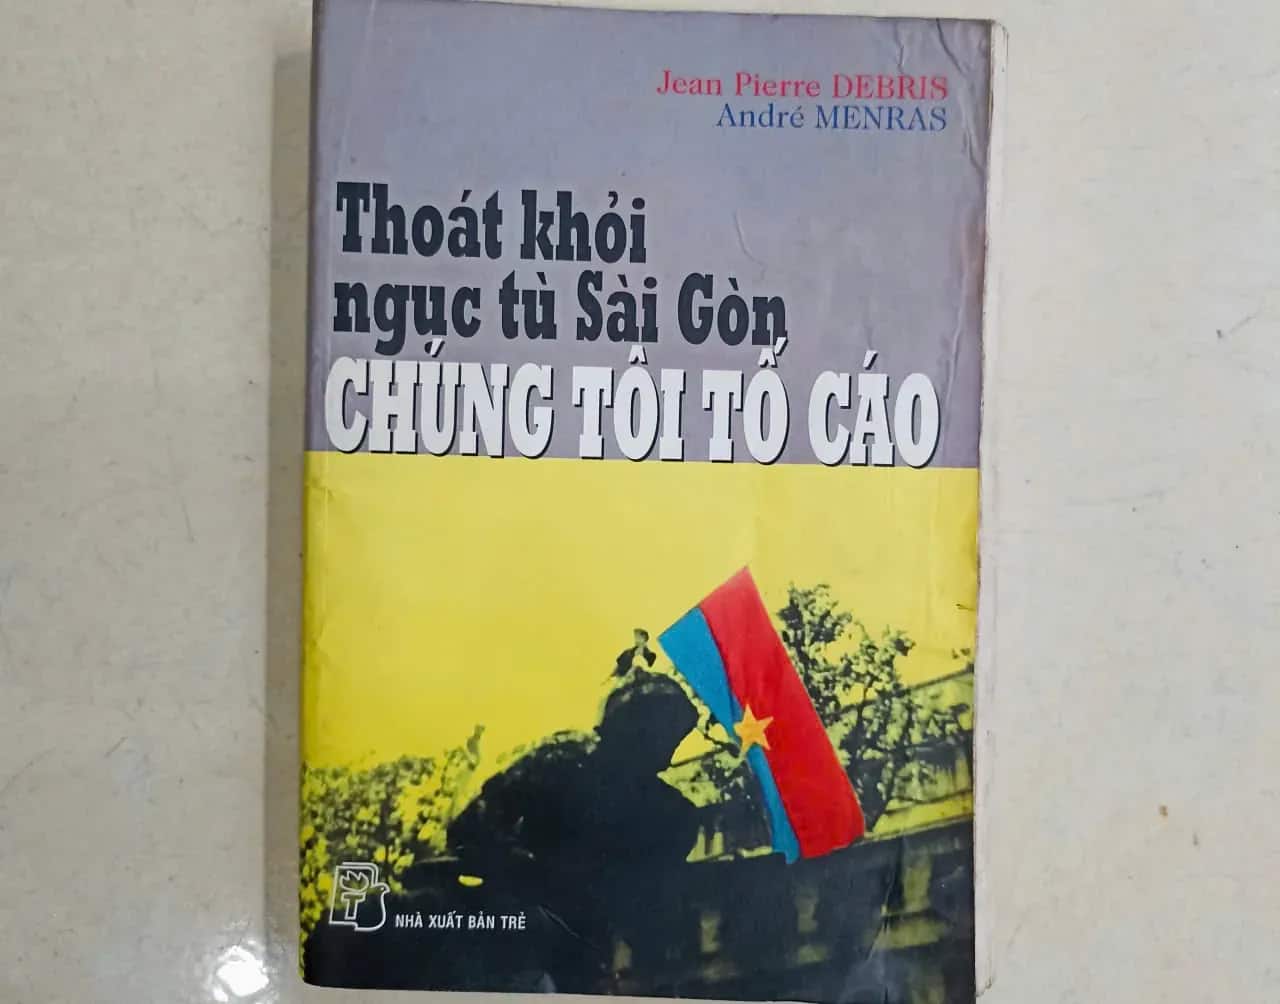 Jean Pierre DEBRIS
André MENRAS
Thoát khỏi
ngục tù Sài Gòn
CHÚNG TÔI TỐ CÁO
NHÀ XUẤT BẢN TRẺ